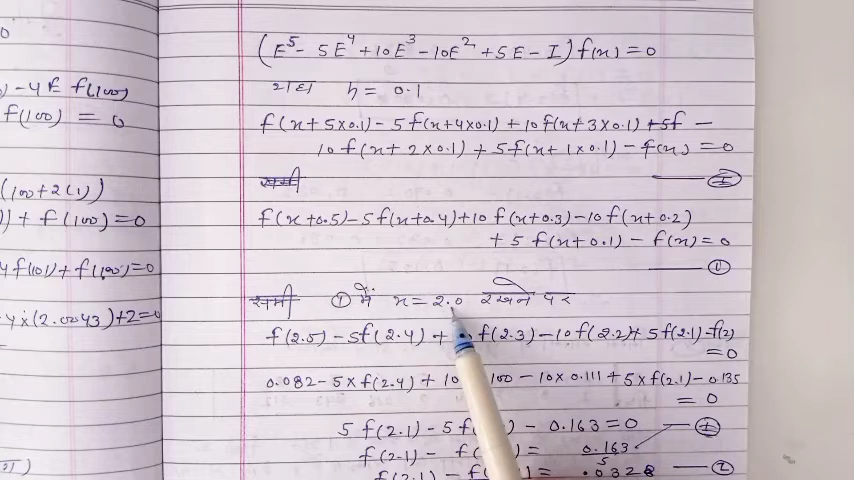 0
) -4E f(100)
f(100) = 0
(100+2(1))
)) + f(100)=0
4f(101)+f(100)=0
4×(2.0043)+2=0
(E⁵- 5E⁴+10E³-10E²+5E-I)f(x)=0
यहाँ h = 0.1
f(x+5×0.1)-5f(x+4×0.1)+10f(x+3×0.1)+5f-
10f(x+2×0.1)+5f(x+1×0.1)-f(x)=0
समी
f(x+0.5)-5f(x+0.4)+10f(x+0.3)-10f(x+0.2)
+5f(x+0.1)-f(x)=0
①
समी ① में x=2.0 रखने पर
f(2.5)-5f(2.4)+ f(2.3)-10f(2.2)+5f(2.1)-f(2)
=0
0.082-5×f(2.4)+10 100-10×0.111+5×f(2.1)-0.135
=0
5f(2.1)-5f( -0.163=0
f(2.1)-f( = 0.163
5
f(2.1)-f( = .0328 ②